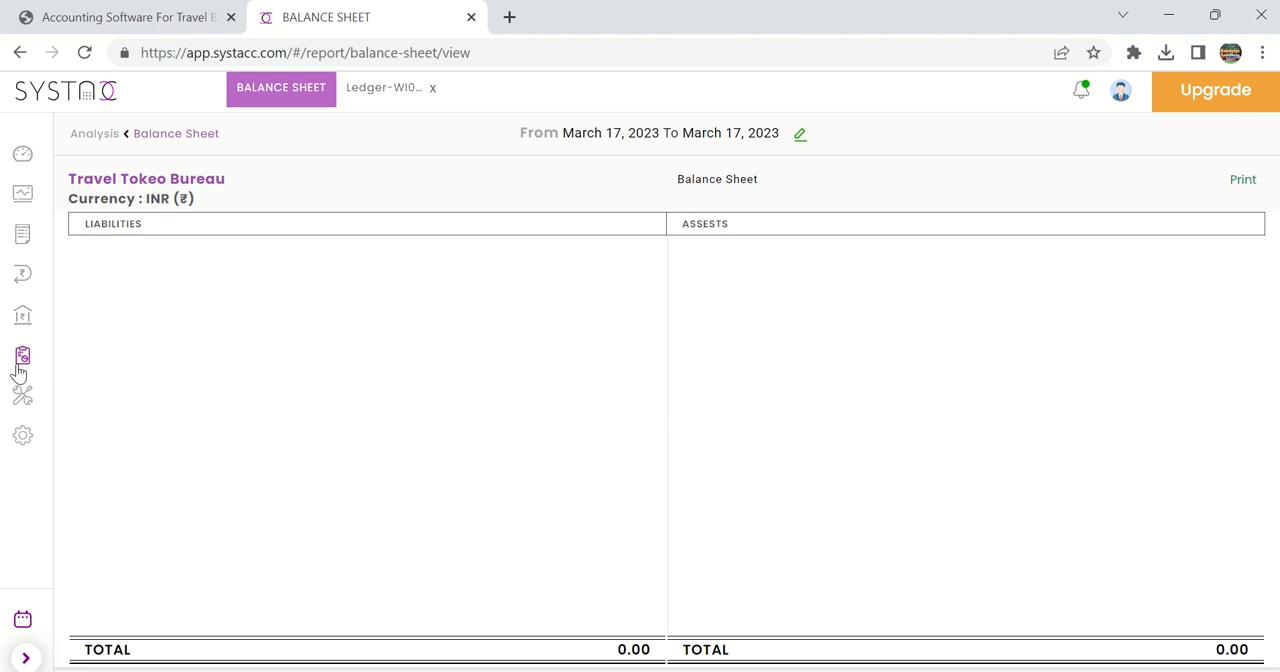 Accounting Software For Travel B
BALANCE SHEET
https://app.systacc.com/#/report/balance-sheet/view
SYSTACC
BALANCE SHEET
Ledger-WI0... x
Upgrade
Analysis < Balance Sheet
From March 17, 2023 To March 17, 2023
Travel Tokeo Bureau
Balance Sheet
Print
Currency : INR (₹)
LIABILITIES
ASSESTS
TOTAL 0.00
TOTAL 0.00